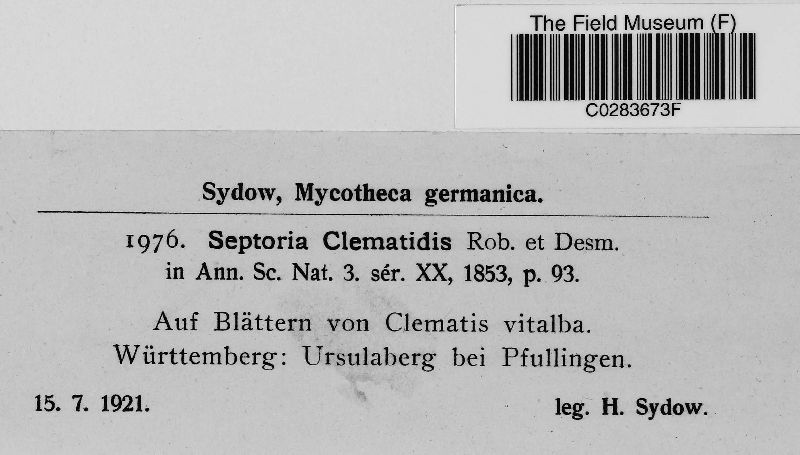 The Field Museum (F)
C0283673F
Sydow, Mycotheca germanica.
1976. Septoria Clematidis Rob. et Desm.
in Ann. Sc. Nat. 3. sér. XX, 1853, p. 93.
Auf Blättern von Clematis vitalba.
Württemberg: Ursulaberg bei Pfullingen.
15. 7. 1921. leg. H. Sydow.